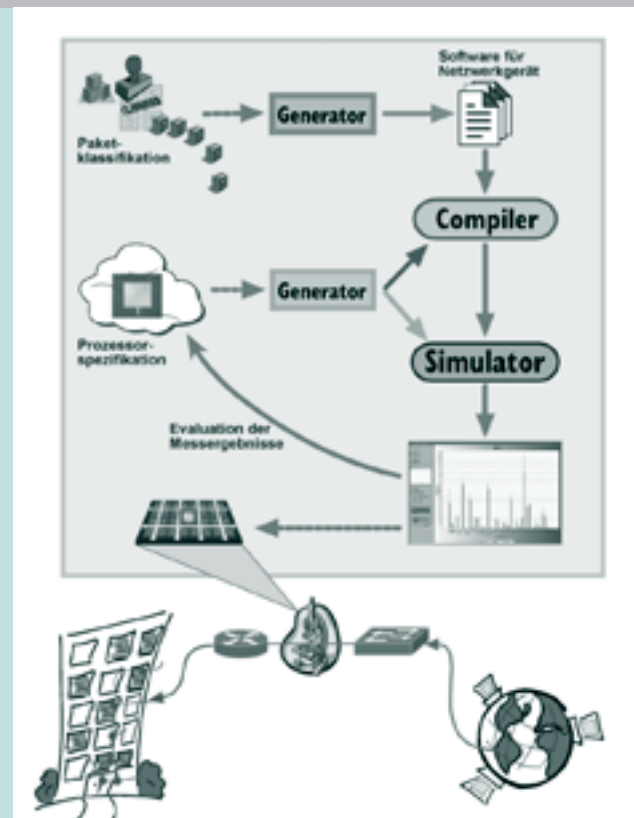 Software für
Netzwerkgerät
Generator
Paket-
klassifikation
Compiler
Generator
Prozessor-
spezifikation
Simulator
Evaluation der
Messergebnisse